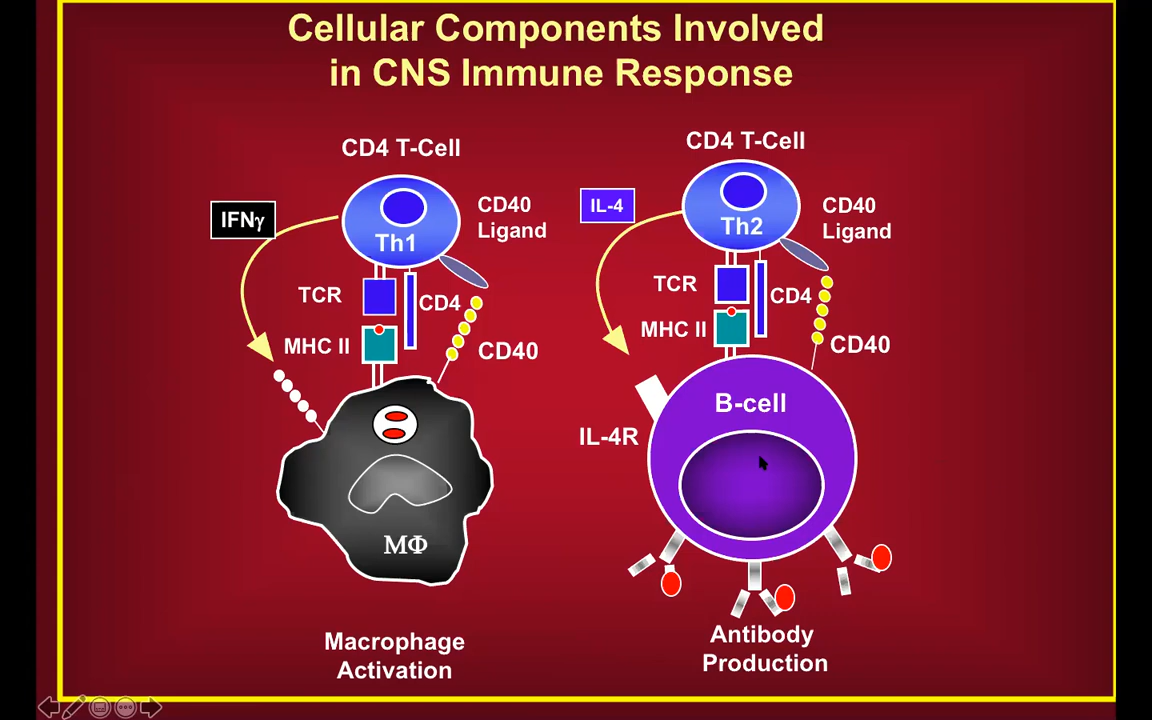 Cellular Components Involved
in CNS Immune Response
CD4 T-Cell
IFNγ
Th1
CD40
Ligand
TCR
CD4
MHC II
CD40
MΦ
Macrophage
Activation
CD4 T-Cell
IL-4
Th2
CD40
Ligand
TCR
CD4
MHC II
CD40
B-cell
IL-4R
Antibody
Production